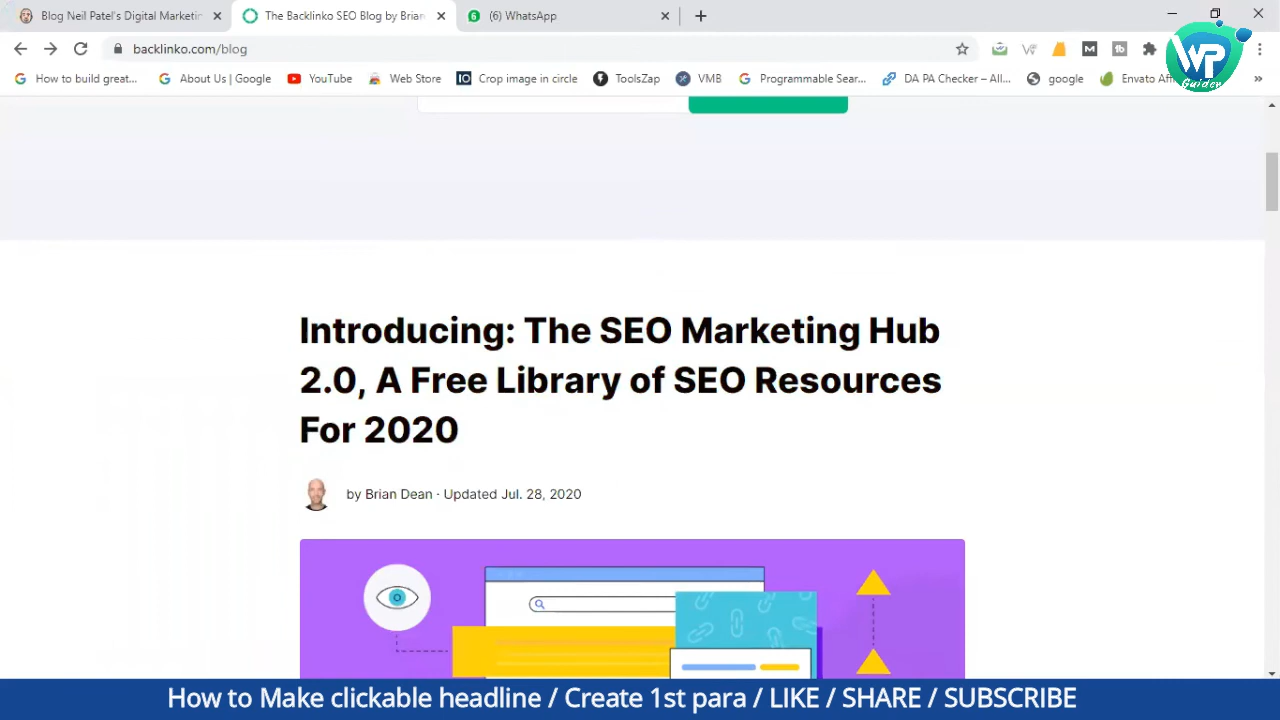 Blog Neil Patel's Digital Marketin
The Backlinko SEO Blog by Brian
6 (6) WhatsApp
backlinko.com/blog
How to build great...
About Us | Google
YouTube
Web Store
Crop image in circle
ToolsZap
VMB
Programmable Sear...
DA PA Checker – All...
google
Envato Aff
WP
Guider
Introducing: The SEO Marketing Hub
2.0, A Free Library of SEO Resources
For 2020
by Brian Dean · Updated Jul. 28, 2020
How to Make clickable headline / Create 1st para / LIKE / SHARE / SUBSCRIBE